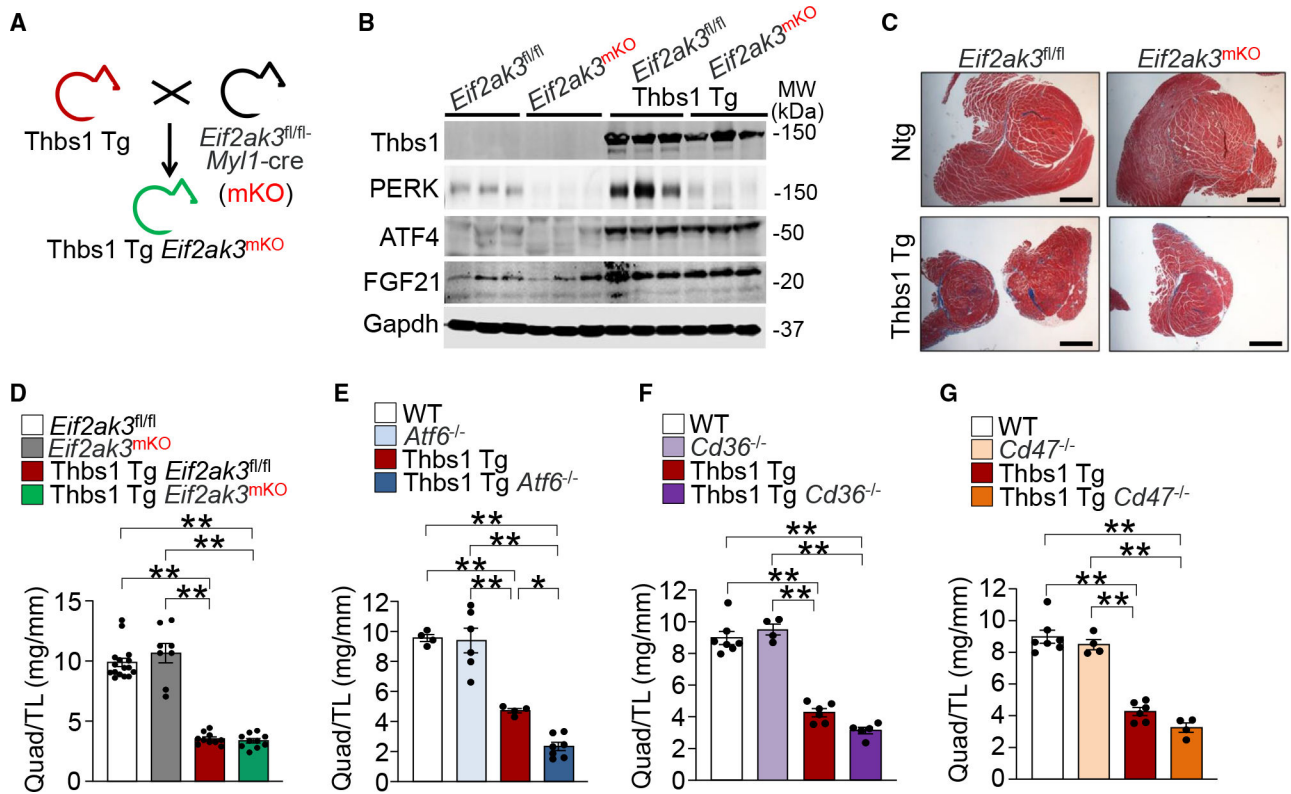 A
Thbs1 Tg
Eif2ak3fl/fl-
Myl1-cre
(mKO)
Thbs1 Tg Eif2ak3mKO
B
Eif2ak3fl/fl
Eif2ak3mKO
Eif2ak3fl/fl
Eif2ak3mKO
Thbs1 Tg
MW
(kDa)
Thbs1
-150
PERK
-150
ATF4
-50
FGF21
-20
Gapdh
-37
C
Eif2ak3fl/fl
Eif2ak3mKO
Ntg
Thbs1 Tg
D
Eif2ak3fl/fl
Eif2ak3mKO
Thbs1 Tg Eif2ak3fl/fl
Thbs1 Tg Eif2ak3mKO
**
**
**
**
Quad/TL (mg/mm)
15
10
5
0
E
WT
Atf6-/-
Thbs1 Tg
Thbs1 Tg Atf6-/-
**
**
**
**
*
Quad/TL (mg/mm)
12
10
8
6
4
2
0
F
WT
Cd36-/-
Thbs1 Tg
Thbs1 Tg Cd36-/-
**
**
**
**
Quad/TL (mg/mm)
12
10
8
6
4
2
0
G
WT
Cd47-/-
Thbs1 Tg
Thbs1 Tg Cd47-/-
**
**
**
**
Quad/TL (mg/mm)
12
10
8
6
4
2
0